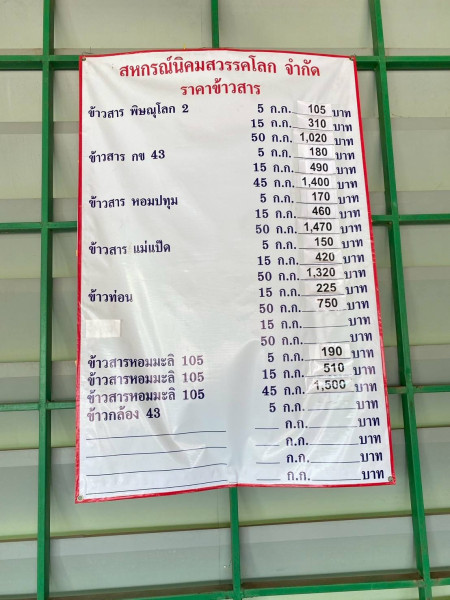 สหกรณ์นิคมสวรรคโลก จำกัด
ราคาข้าวสาร
ข้าวสาร พิษณุโลก 2 5 ก.ก. 105 บาท
15 ก.ก. 310 บาท
50 ก.ก. 1,020 บาท
ข้าวสาร กข 43 5 ก.ก. 180 บาท
15 ก.ก. 490 บาท
45 ก.ก. 1,400 บาท
ข้าวสาร หอมปทุม 5 ก.ก. 170 บาท
15 ก.ก. 460 บาท
50 ก.ก. 1,470 บาท
ข้าวสาร แม่แป๊ด 5 ก.ก. 150 บาท
15 ก.ก. 420 บาท
50 ก.ก. 1,320 บาท
ข้าวท่อน 15 ก.ก. 225 บาท
50 ก.ก. 750 บาท
15 ก.ก. บาท
50 ก.ก. บาท
ข้าวสารหอมมะลิ 105 5 ก.ก. 190 บาท
ข้าวสารหอมมะลิ 105 15 ก.ก. 510 บาท
ข้าวสารหอมมะลิ 105 45 ก.ก. 1,500 บาท
ข้าวกล้อง 43 5 ก.ก. บาท
ก.ก. บาท
ก.ก. บาท
ก.ก. บาท
ก.ก. บาท